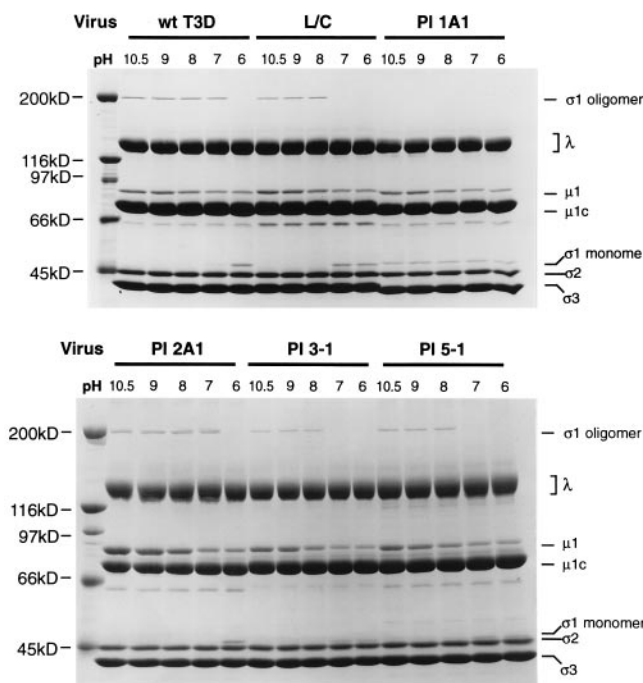 Virus wt T3D L/C PI 1A1
pH 10.5 9 8 7 6 10.5 9 8 7 6 10.5 9 8 7 6
200kD
116kD
97kD
66kD
45kD
σ1 oligomer
λ
μ1
μ1c
σ1 monome
σ2
σ3
Virus PI 2A1 PI 3-1 PI 5-1
pH 10.5 9 8 7 6 10.5 9 8 7 6 10.5 9 8 7 6
200kD
116kD
97kD
66kD
45kD
σ1 oligomer
λ
μ1
μ1c
σ1 monomer
σ2
σ3